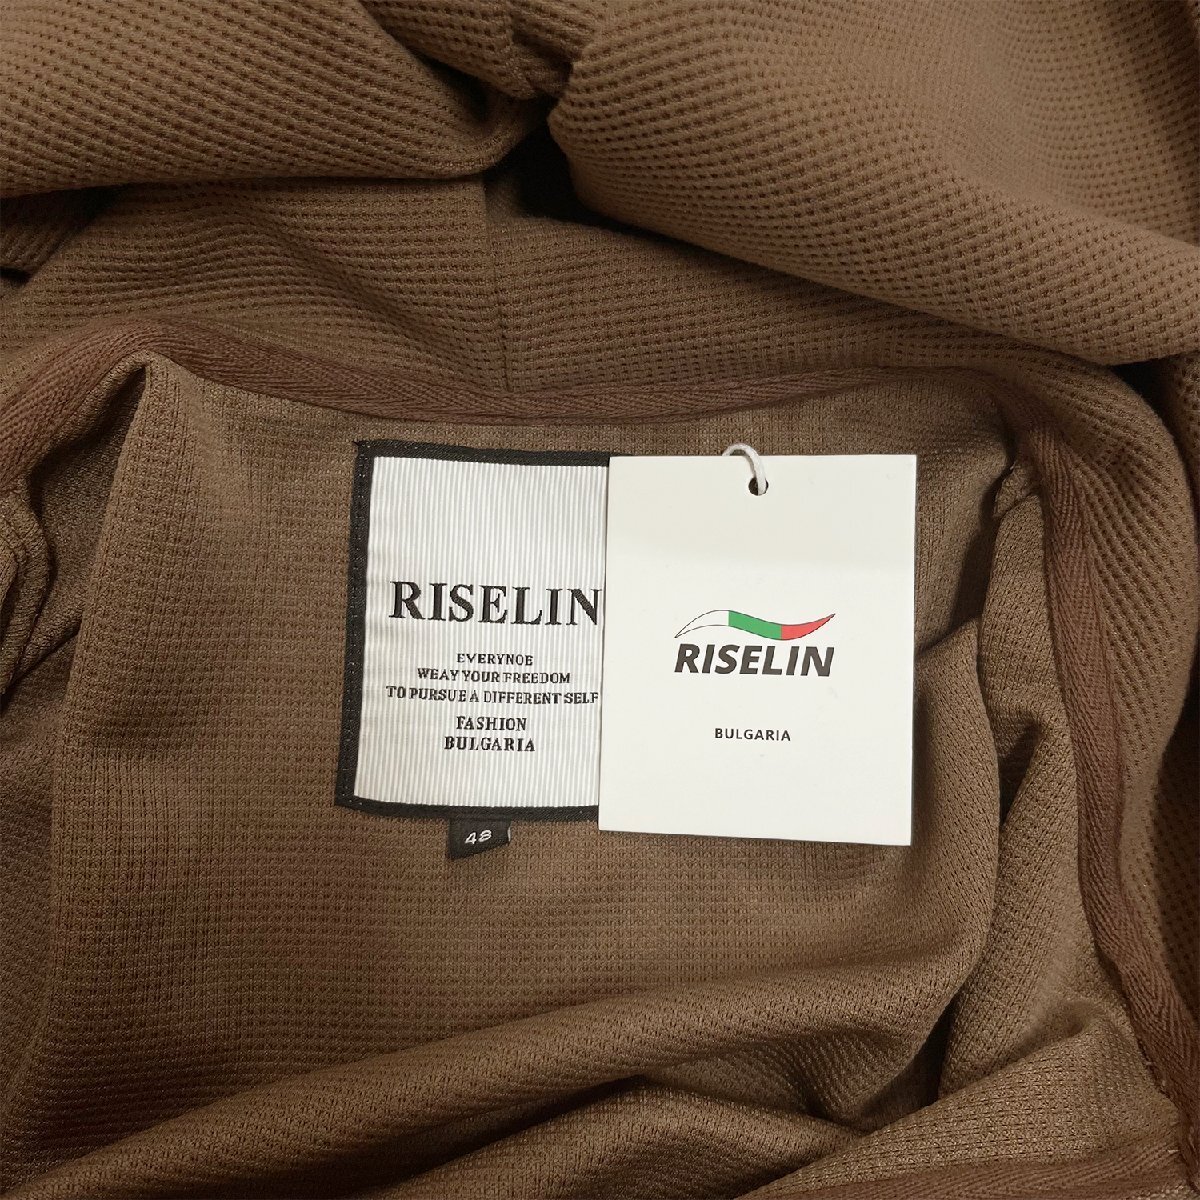 RISELIN
EVERYNOE
WEAY YOUR FREEDOM
TO PURSUE A DIFFERENT SELF
FASHION
BULGARIA
48
RISELIN
BULGARIA